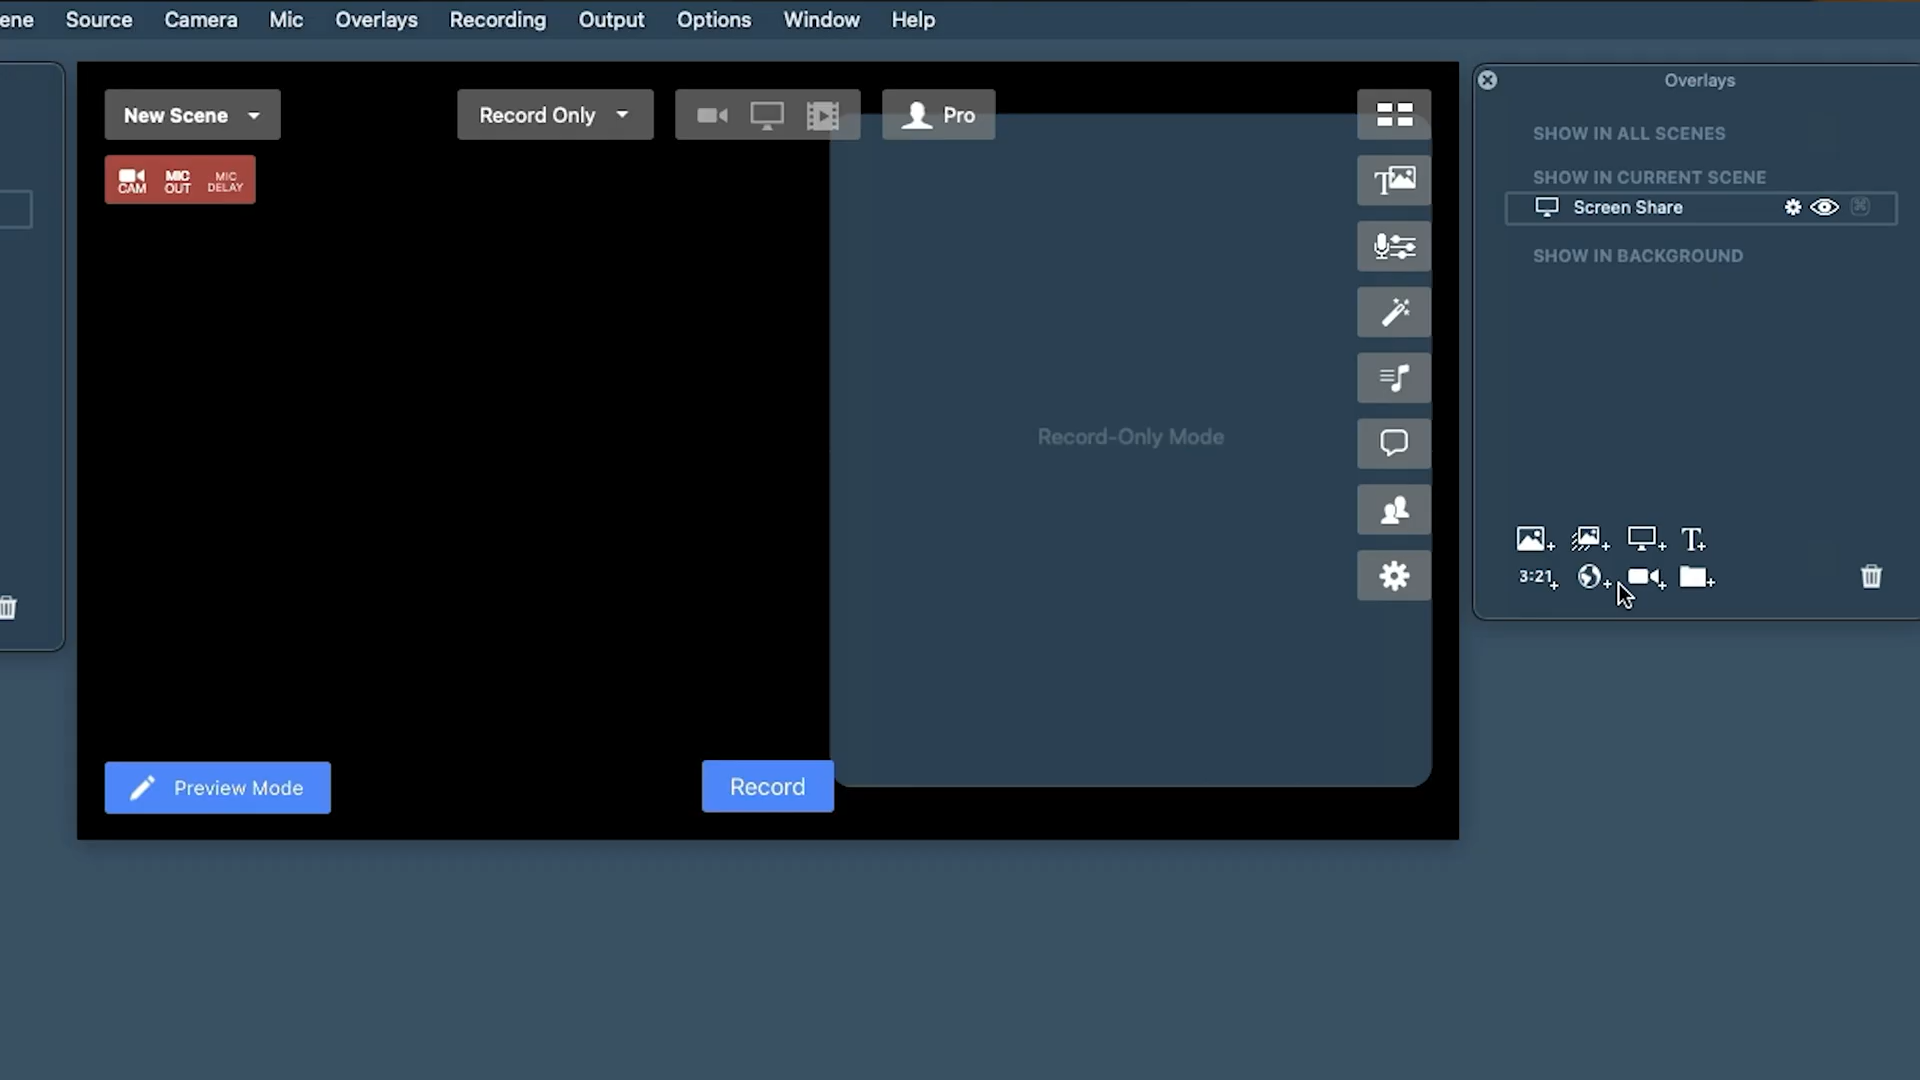 ene Source Camera Mic Overlays Recording Output Options Window Help
New Scene
Record Only
Pro
CAM
MIC OUT
MIC DELAY
Record-Only Mode
Preview Mode
Record
Overlays
SHOW IN ALL SCENES
SHOW IN CURRENT SCENE
Screen Share
SHOW IN BACKGROUND
T+
3:21+